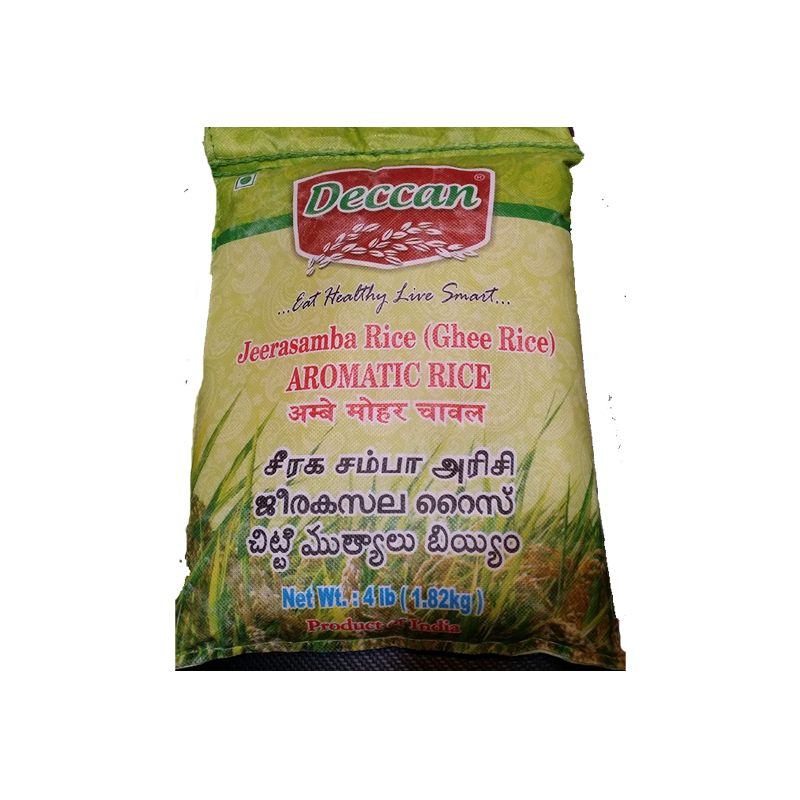 Deccan®
...Eat Healthy Live Smart...
Jeerasamba Rice (Ghee Rice)
AROMATIC RICE
अम्बे मोहर चावल
சீரக சம்பா அரிசி
ജീരകസല റൈസ്
చిట్టి ముత్యాలు బియ్యిం
Net Wt. : 4 lb ( 1.82kg )
Product of India